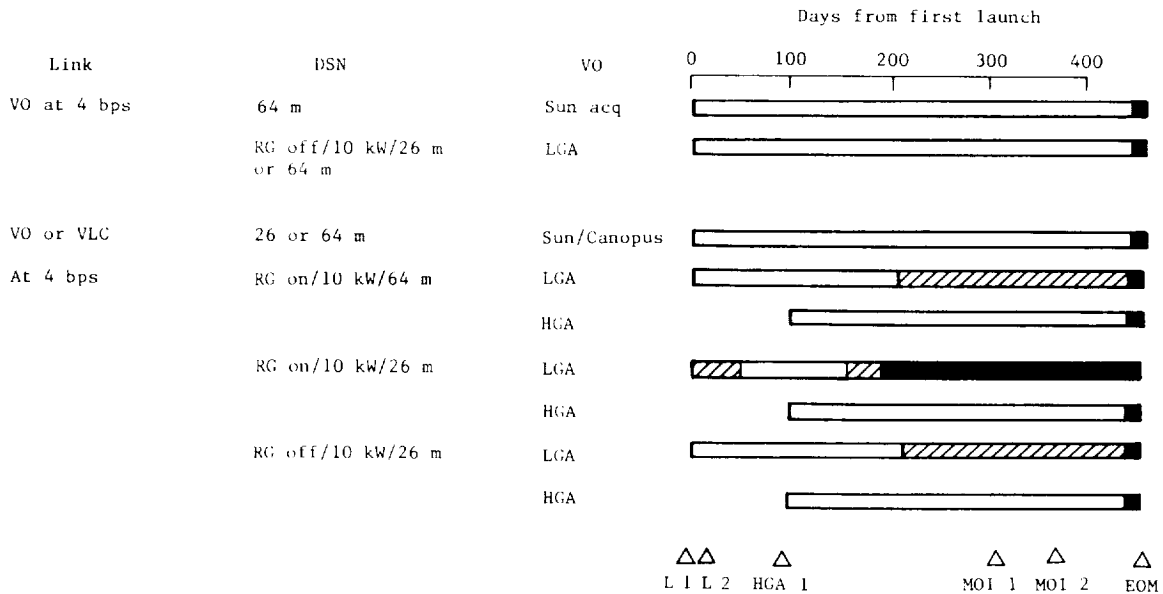 Days from first launch
Link DSN VO 0 100 200 300 400
VO at 4 bps 64 m Sun acq
RG off/10 kW/26 m LGA
or 64 m
VO or VLC 26 or 64 m Sun/Canopus
At 4 bps RG on/10 kW/64 m LGA
HGA
RG on/10 kW/26 m LGA
HGA
RG off/10 kW/26 m LGA
HGA
L 1 L 2 HGA 1 MOI 1 MOI 2 EOM